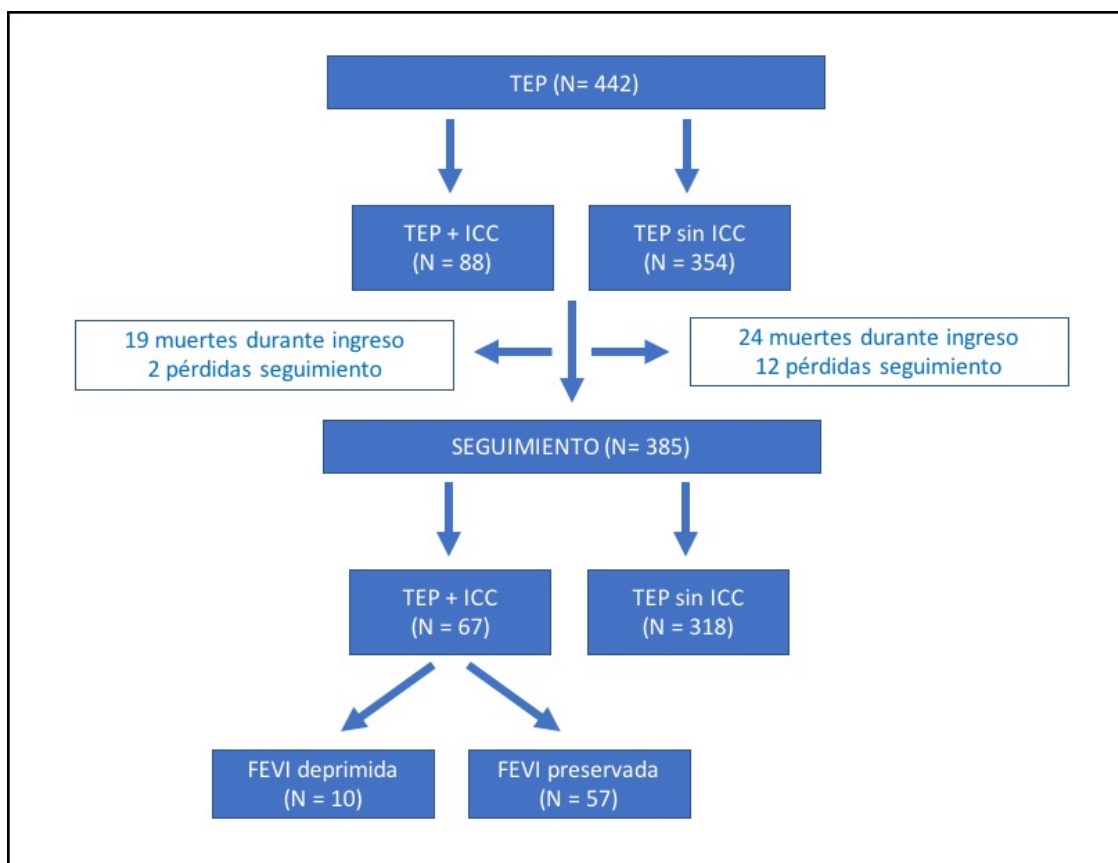 TEP (N= 442)
TEP + ICC
(N = 88)
TEP sin ICC
(N = 354)
19 muertes durante ingreso
2 pérdidas seguimiento
24 muertes durante ingreso
12 pérdidas seguimiento
SEGUIMIENTO (N= 385)
TEP + ICC
(N = 67)
TEP sin ICC
(N = 318)
FEVI deprimida
(N = 10)
FEVI preservada
(N = 57)